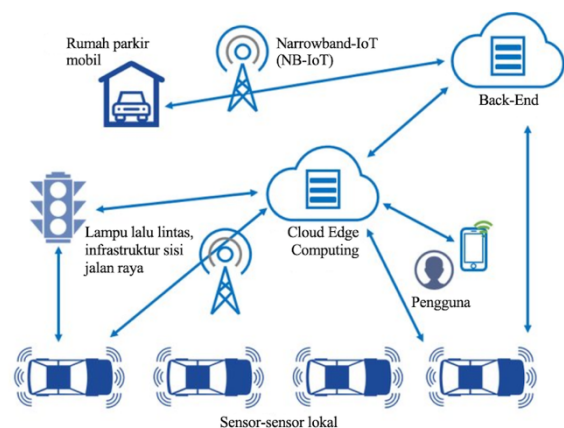 Rumah parkir
mobil
Narrowband-IoT
(NB-IoT)
Back-End
Lampu lalu lintas,
infrastruktur sisi
jalan raya
Cloud Edge
Computing
Pengguna
Sensor-sensor lokal